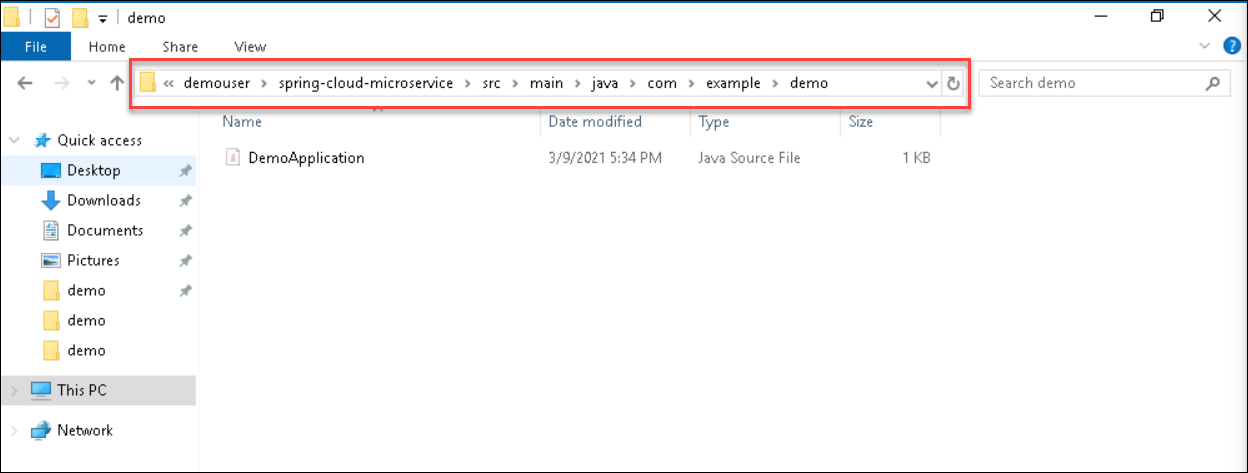 demo
File Home Share View
« demouser > spring-cloud-microservice > src > main > java > com > example > demo
Search demo
Name Date modified Type Size
DemoApplication 3/9/2021 5:34 PM Java Source File 1 KB
Quick access
Desktop
Downloads
Documents
Pictures
demo
demo
demo
This PC
Network